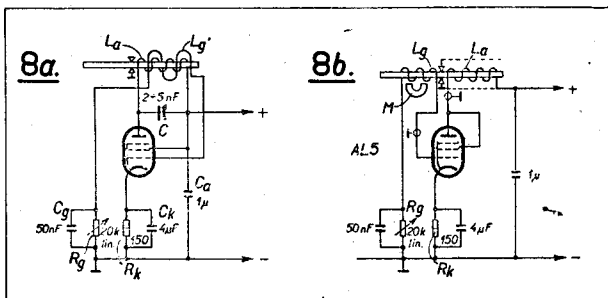 8a.
La
Lg'
2÷5nF
C
+
Ca
1μ
Cg
50nF
20k
lin.
Rg
Ck
150
4μF
Rk
-
8b.
Lg
La
M
+
AL5
1μ
Rg
50nF
20k
lin.
150
4μF
Rk
-